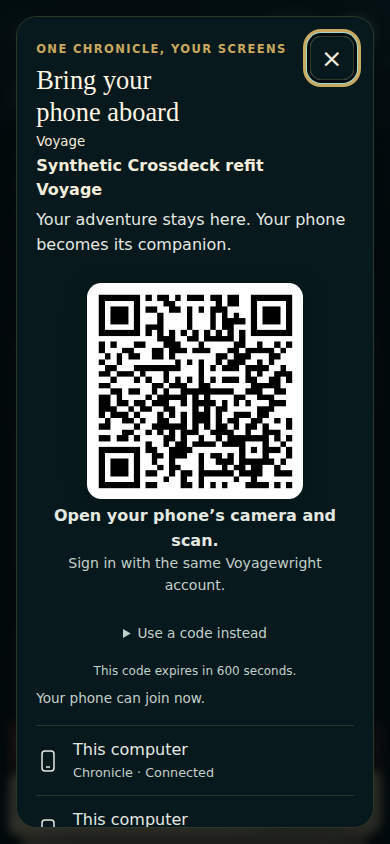 ONE CHRONICLE, YOUR SCREENS
Bring your
phone aboard
Voyage
Synthetic Crossdeck refit
Voyage
Your adventure stays here. Your phone
becomes its companion.
Open your phone’s camera and
scan.
Sign in with the same Voyagewright
account.
Use a code instead
This code expires in 600 seconds.
Your phone can join now.
This computer
Chronicle · Connected
This computer